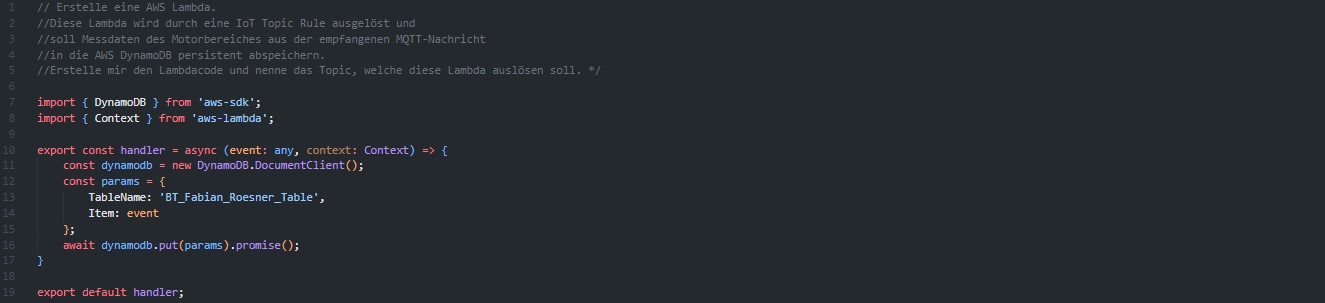 1 // Erstelle eine AWS Lambda.
2 //Diese Lambda wird durch eine IoT Topic Rule ausgelöst und
3 //soll Messdaten des Motorbereiches aus der empfangenen MQTT-Nachricht
4 //in die AWS DynamoDB persistent abspeichern.
5 //Erstelle mir den Lambdacode und nenne das Topic, welche diese Lambda auslösen soll. */
6
7 import { DynamoDB } from 'aws-sdk';
8 import { Context } from 'aws-lambda';
9
10 export const handler = async (event: any, context: Context) => {
11     const dynamodb = new DynamoDB.DocumentClient();
12     const params = {
13         TableName: 'BT_Fabian_Roesner_Table',
14         Item: event
15     };
16     await dynamodb.put(params).promise();
17 }
18
19 export default handler;